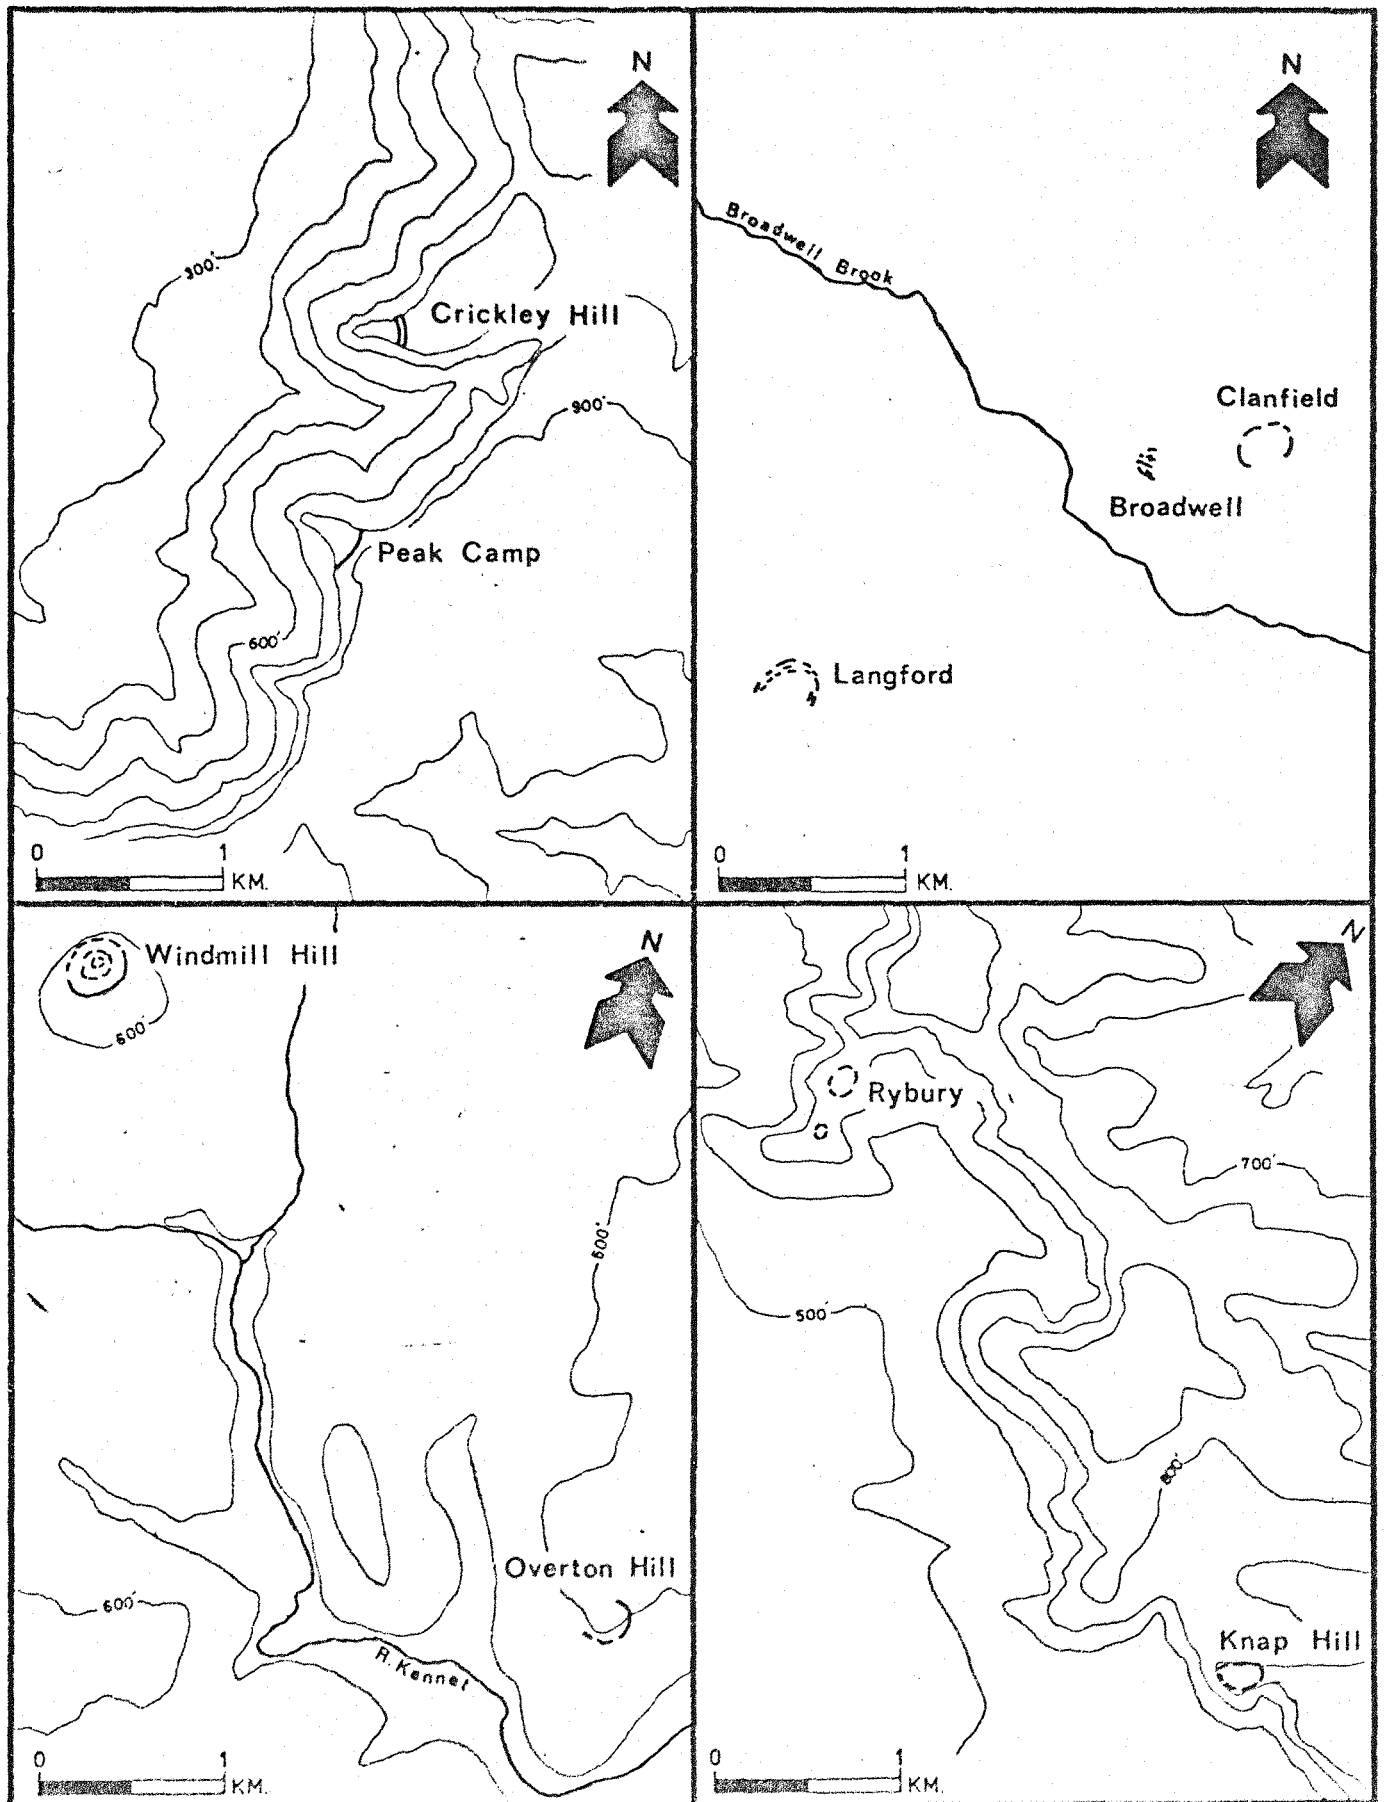 N
300'
Crickley Hill
900'
Peak Camp
600'
0 1
KM.
N
Broadwell Brook
Clanfield
Broadwell
Langford
0 1
KM.
Windmill Hill
N
600'
600'
Overton Hill
600'
R. Kennet
0 1
KM.
N
Rybury
700'
500'
800'
Knap Hill
0 1
KM.